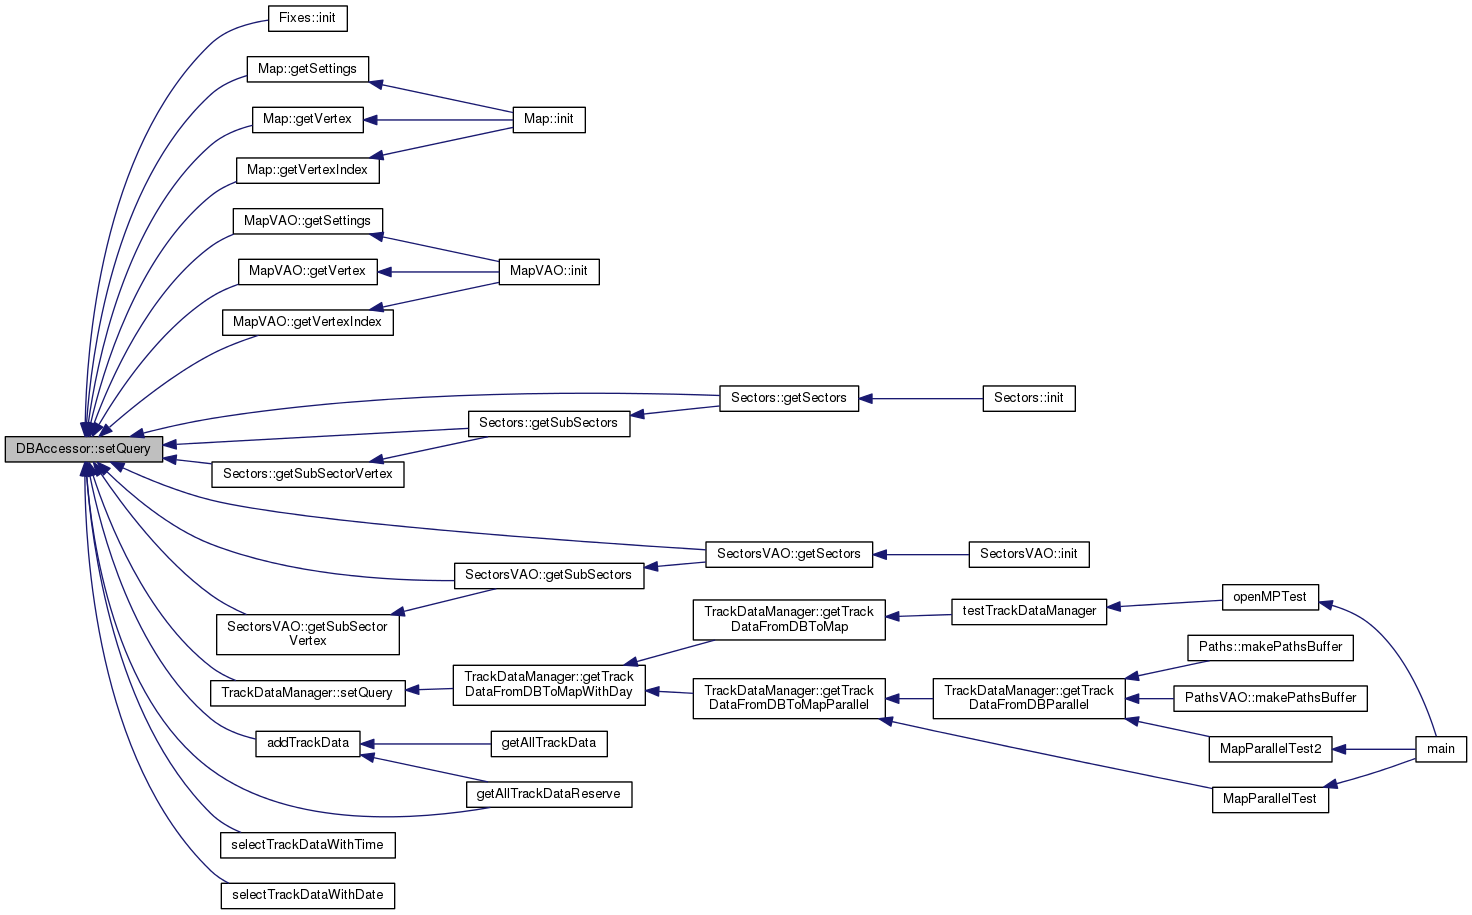 Fixes::init
Map::getSettings
Map::getVertex
Map::init
Map::getVertexIndex
MapVAO::getSettings
MapVAO::getVertex
MapVAO::init
MapVAO::getVertexIndex
Sectors::getSectors
Sectors::init
Sectors::getSubSectors
DBAccessor::setQuery
Sectors::getSubSectorVertex
SectorsVAO::getSectors
SectorsVAO::init
SectorsVAO::getSubSectors
SectorsVAO::getSubSector
Vertex
TrackDataManager::getTrack
DataFromDBToMap
testTrackDataManager
openMPTest
Paths::makePathsBuffer
TrackDataManager::setQuery
TrackDataManager::getTrack
DataFromDBToMapWithDay
TrackDataManager::getTrack
DataFromDBToMapParallel
TrackDataManager::getTrack
DataFromDBParallel
PathsVAO::makePathsBuffer
addTrackData
getAllTrackData
MapParallelTest2
main
getAllTrackDataReserve
MapParallelTest
selectTrackDataWithTime
selectTrackDataWithDate